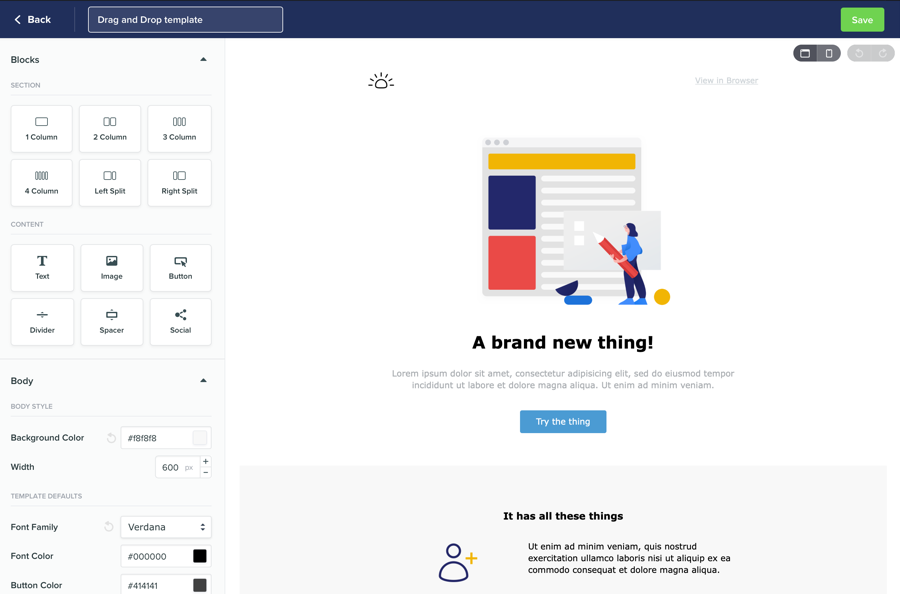 Back
Drag and Drop template
Save
Blocks
SECTION
1 Column
2 Column
3 Column
4 Column
Left Split
Right Split
CONTENT
Text
Image
Button
Divider
Spacer
Social
Body
BODY STYLE
Background Color
#f8f8f8
Width
600 px
TEMPLATE DEFAULTS
Font Family
Verdana
Font Color
#000000
Button Color
#414141
View in Browser
A brand new thing!
Lorem ipsum dolor sit amet, consectetur adipisicing elit, sed do eiusmod tempor
incididunt ut labore et dolore magna aliqua. Ut enim ad minim veniam.
Try the thing
It has all these things
Ut enim ad minim veniam, quis nostrud
exercitation ullamco laboris nisi ut aliquip ex ea
commodo consequat et dolore magna aliqua.